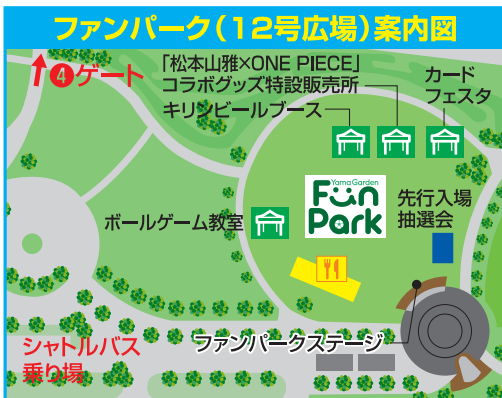 ファンパーク(12号広場)案内図
↑❹ゲート
「松本山雅×ONE PIECE」
コラボグッズ特設販売所
キリンビールブース
カード
フェスタ
YamaGarden
Fun
Park
先行入場
抽選会
ボールゲーム教室
ファンパークステージ
シャトルバス
乗り場